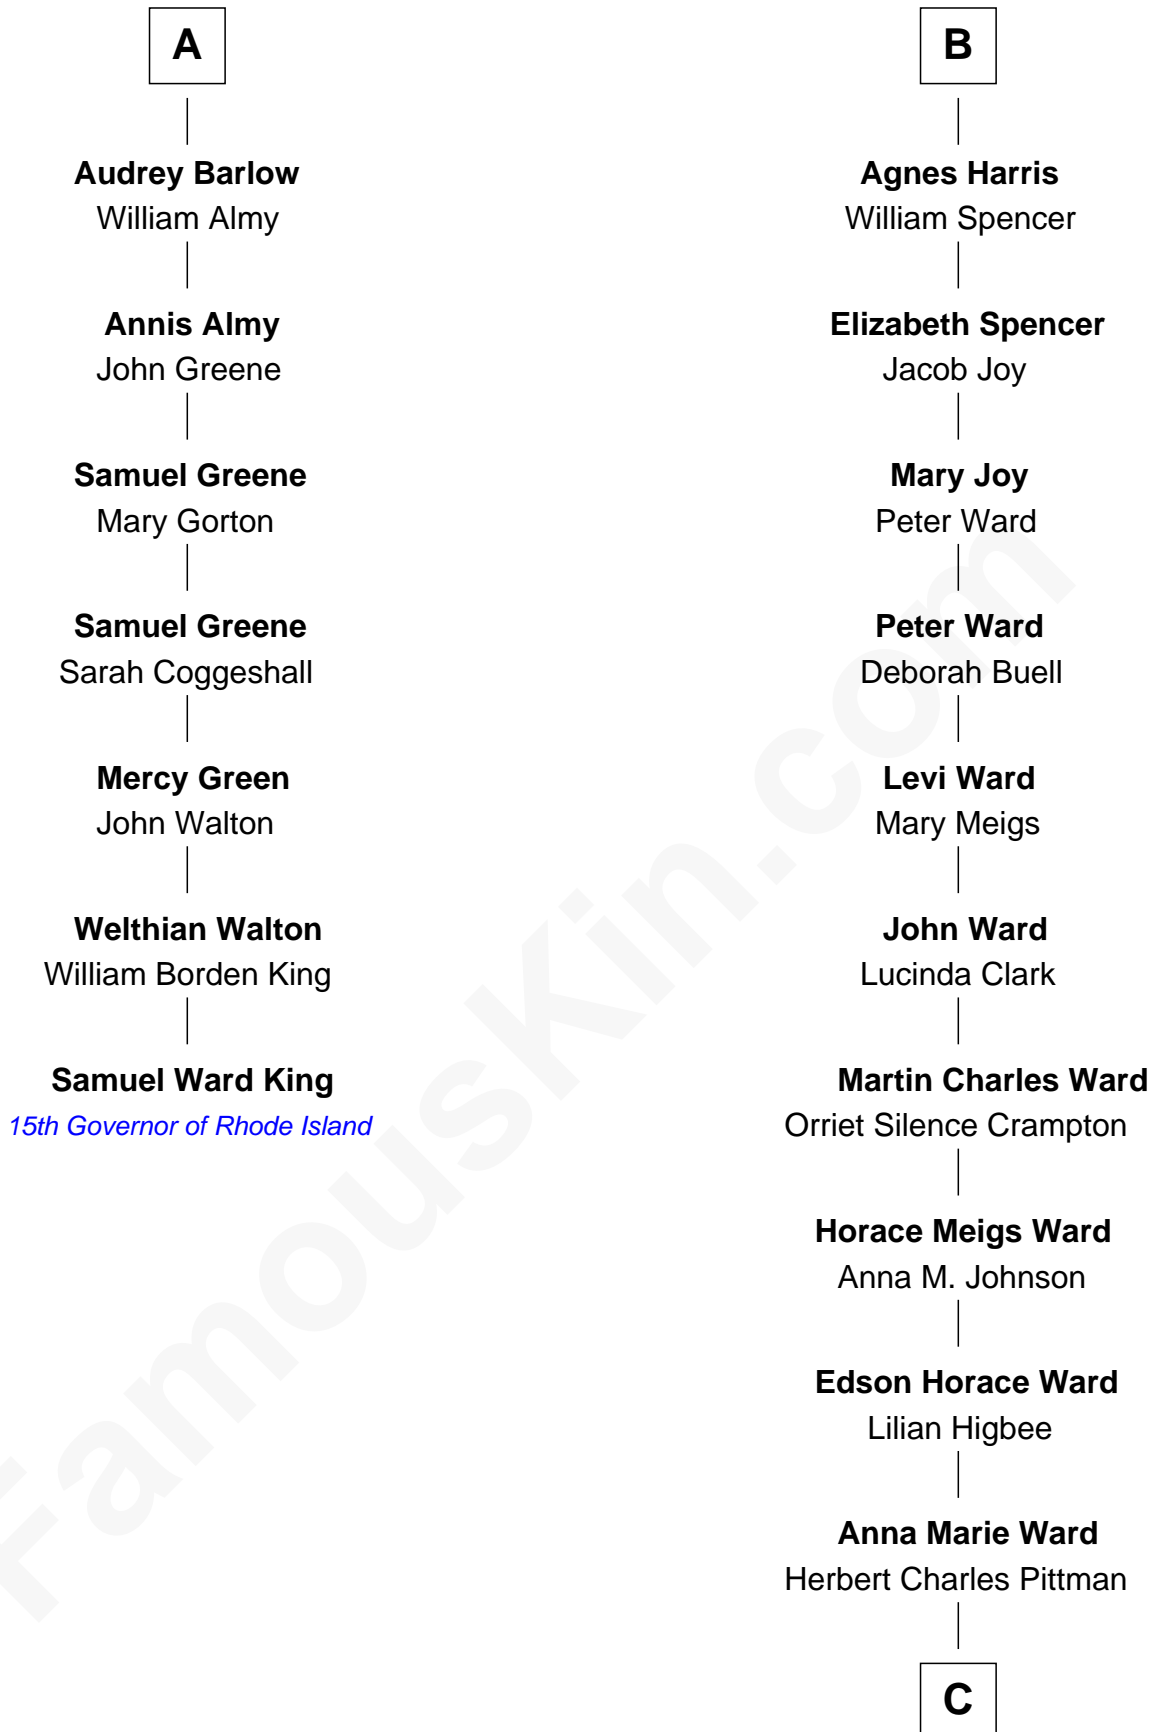 A
Audrey Barlow
William Almy
Annis Almy
John Greene
Samuel Greene
Mary Gorton
Samuel Greene
Sarah Coggeshall
Mercy Green
John Walton
Welthian Walton
William Borden King
Samuel Ward King
15th Governor of Rhode Island
B
Agnes Harris
William Spencer
Elizabeth Spencer
Jacob Joy
Mary Joy
Peter Ward
Peter Ward
Deborah Buell
Levi Ward
Mary Meigs
John Ward
Lucinda Clark
Martin Charles Ward
Orriet Silence Crampton
Horace Meigs Ward
Anna M. Johnson
Edson Horace Ward
Lilian Higbee
Anna Marie Ward
Herbert Charles Pittman
C
FamousKin.com